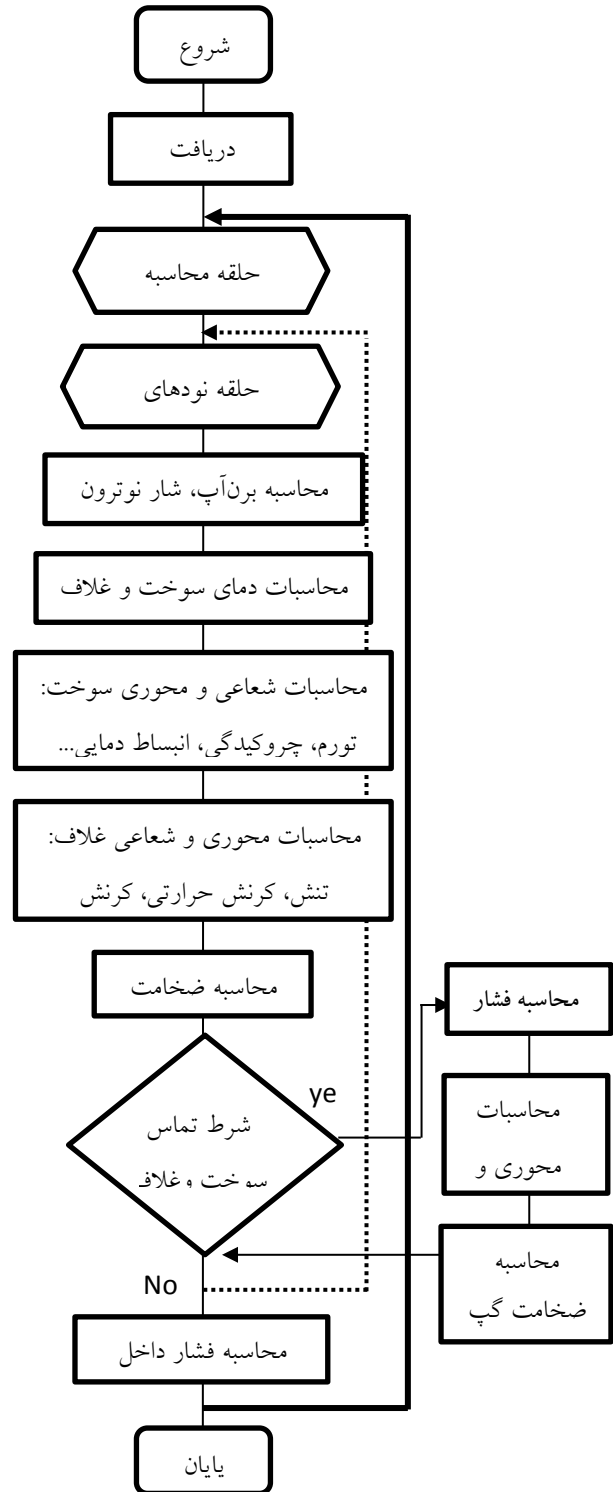 شروع
دریافت
حلقه محاسبه
حلقه نودهای
محاسبه برن‌آپ، شار نوترون
محاسبات دمای سوخت و غلاف
محاسبات شعاعی و محوری سوخت:
تورم، چروکیدگی، انبساط دمایی...
محاسبات محوری و شعاعی غلاف:
تنش، کرنش حرارتی، کرنش
محاسبه ضخامت
شرط تماس
سوخت و غلاف
ye
محاسبه فشار
محاسبات
محوری و
محاسبه
ضخامت گپ
No
محاسبه فشار داخل
پایان